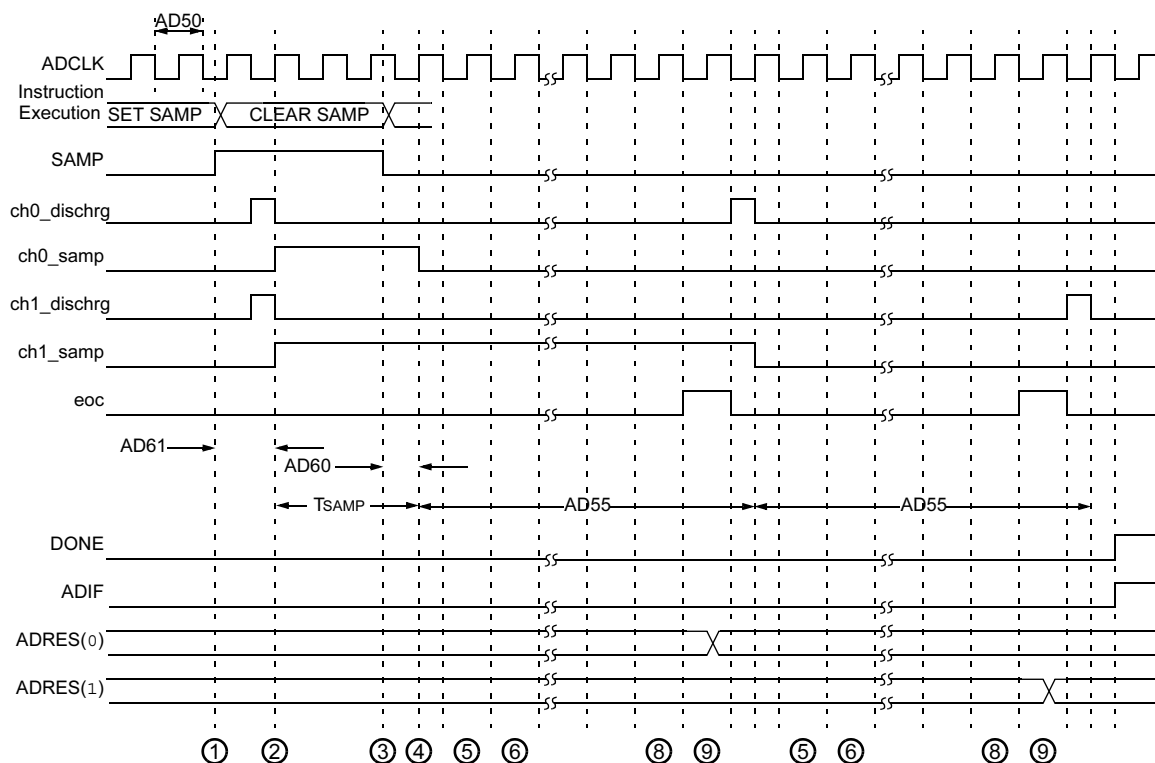 AD50
ADCLK
Instruction
Execution
SET SAMP
CLEAR SAMP
SAMP
ch0_dischrg
ch0_samp
ch1_dischrg
ch1_samp
eoc
AD61
AD60
TSAMP
AD55
AD55
DONE
ADIF
ADRES(0)
ADRES(1)
① ② ③ ④ ⑤ ⑥ ⑧ ⑨ ⑤ ⑥ ⑧ ⑨